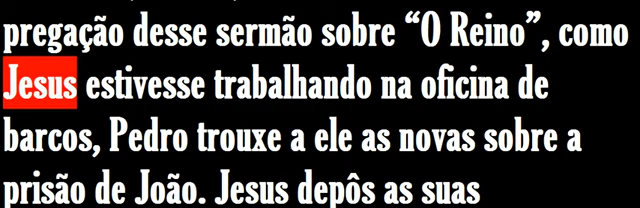 pregação desse sermão sobre “O Reino”, como
Jesus estivesse trabalhando na oficina de
barcos, Pedro trouxe a ele as novas sobre a
prisão de João. Jesus depôs as suas